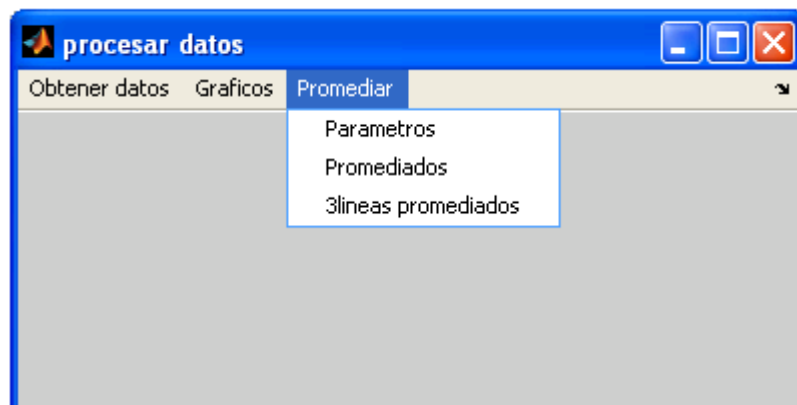 procesar datos
Obtener datos Graficos Promediar
Parametros
Promediados
3lineas promediados